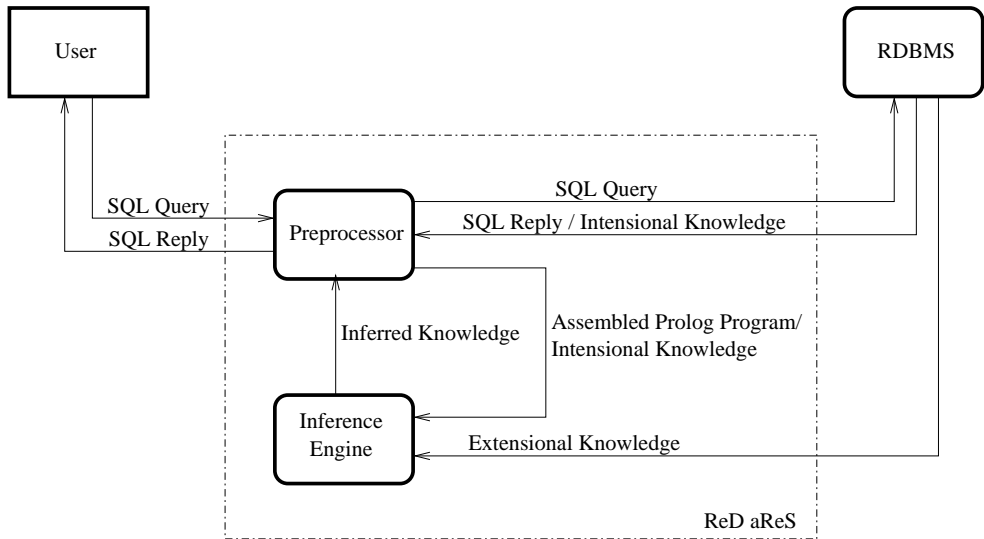 User
RDBMS
SQL Query
SQL Query
SQL Reply
Preprocessor
SQL Reply / Intensional Knowledge
Inferred Knowledge
Assembled Prolog Program/
Intensional Knowledge
Inference
Engine
Extensional Knowledge
ReD aReS